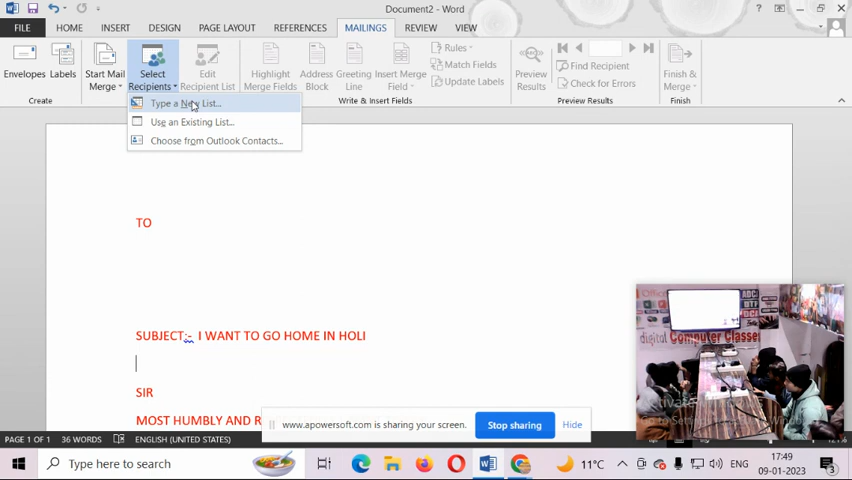 Document2 - Word
FILE HOME INSERT DESIGN PAGE LAYOUT REFERENCES MAILINGS REVIEW VIEW
Envelopes
Labels
Create
Start Mail
Merge
Select
Recipients
Edit
Recipient List
Highlight
Merge Fields
Address
Block
Greeting
Line
Insert Merge
Field
Rules
Match Fields
Update Labels
Write & Insert Fields
Preview
Results
Find Recipient
Check for Errors
Preview Results
Finish &
Merge
Finish
Type a New List...
Use an Existing List...
Choose from Outlook Contacts...
TO
SUBJECT:- I WANT TO GO HOME IN HOLI
SIR
MOST HUMBLY AND R
www.apowersoft.com is sharing your screen.
Stop sharing
Hide
Office
digital Computer Classes
PAGE 1 OF 1 36 WORDS ENGLISH (UNITED STATES)
Type here to search
11°C
ENG
17:49
09-01-2023
3